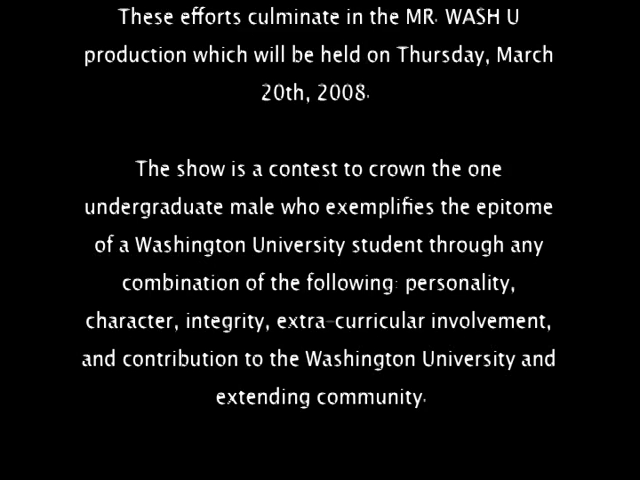 These efforts culminate in the MR. WASH U
production which will be held on Thursday, March
20th, 2008.
The show is a contest to crown the one
undergraduate male who exemplifies the epitome
of a Washington University student through any
combination of the following: personality,
character, integrity, extra-curricular involvement,
and contribution to the Washington University and
extending community.